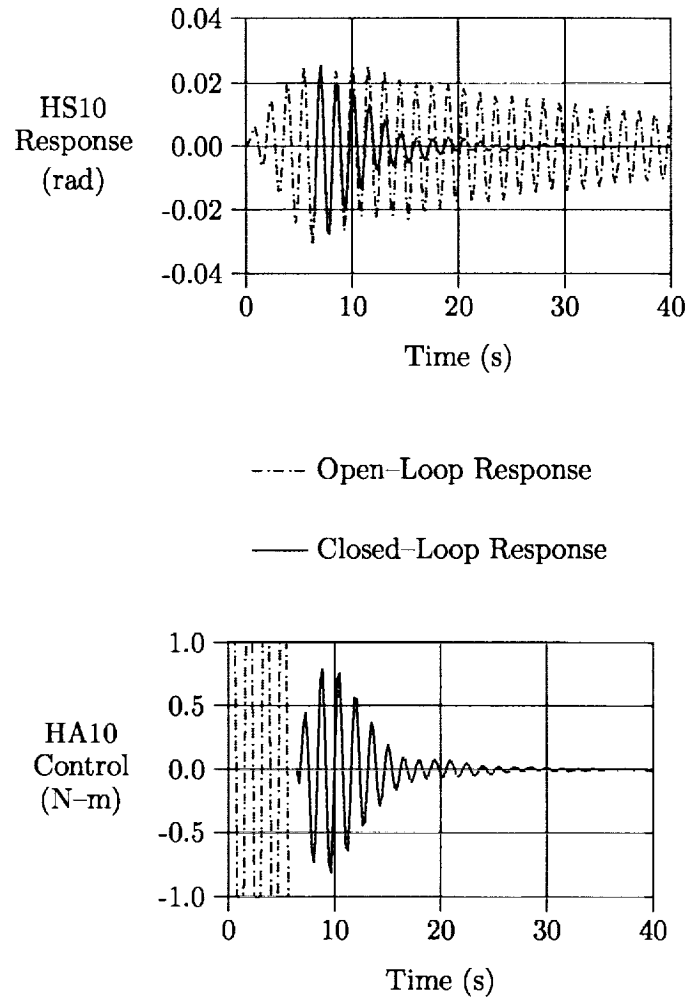 0.04
0.02
0.00
-0.02
-0.04
HS10
Response
(rad)
0 10 20 30 40
Time (s)
Open–Loop Response
Closed–Loop Response
1.0
0.5
0.0
-0.5
-1.0
HA10
Control
(N–m)
0 10 20 30 40
Time (s)